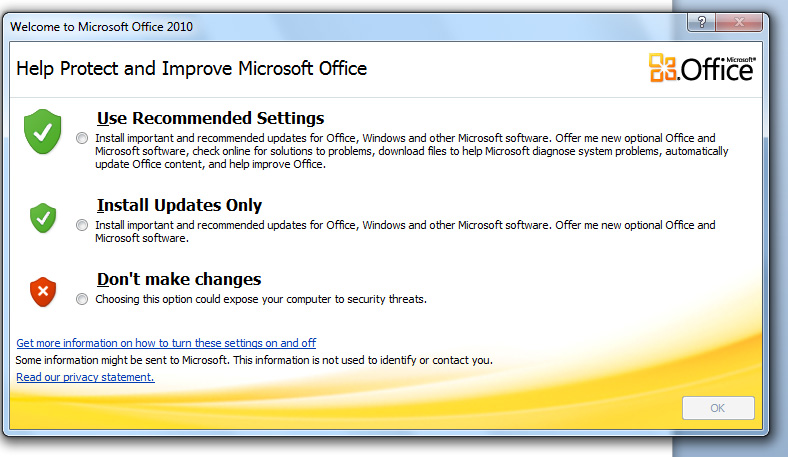 Welcome to Microsoft Office 2010
?
Help Protect and Improve Microsoft Office
Microsoft®
Office
Use Recommended Settings
Install important and recommended updates for Office, Windows and other Microsoft software. Offer me new optional Office and
Microsoft software, check online for solutions to problems, download files to help Microsoft diagnose system problems, automatically
update Office content, and help improve Office.
Install Updates Only
Install important and recommended updates for Office, Windows and other Microsoft software. Offer me new optional Office and
Microsoft software.
Don't make changes
Choosing this option could expose your computer to security threats.
Get more information on how to turn these settings on and off
Some information might be sent to Microsoft. This information is not used to identify or contact you.
Read our privacy statement.
OK